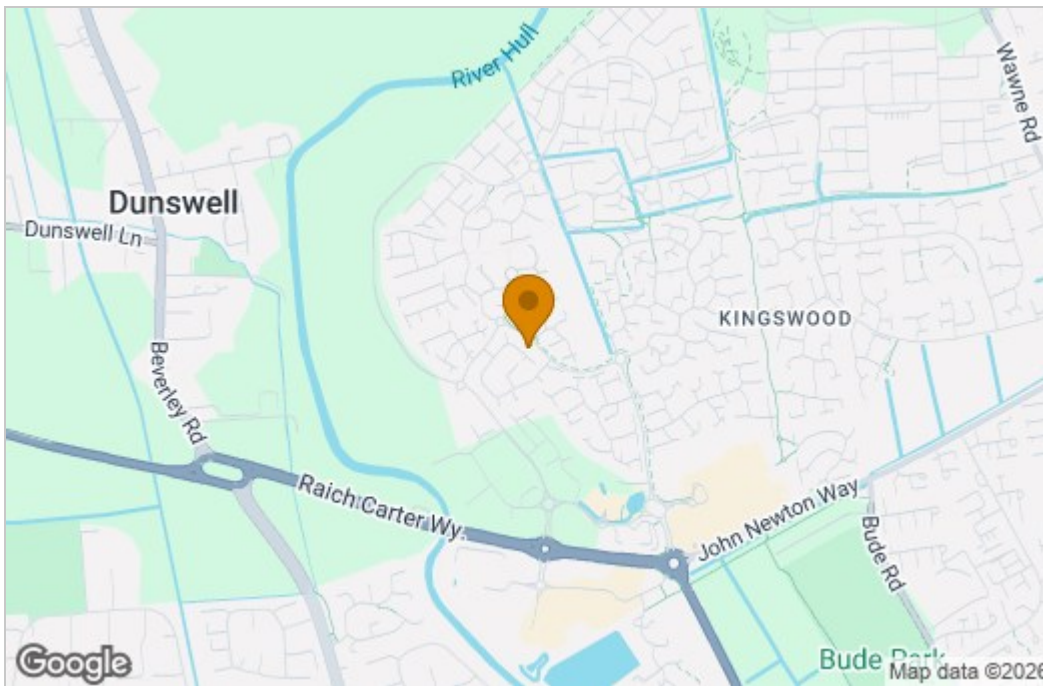 River Hull
Wawne Rd
Dunswell
Dunswell Ln
KINGSWOOD
Beverley Rd
Raich Carter Wy.
John Newton Way
Bude Rd
Bude Park
Google
Map data ©2026